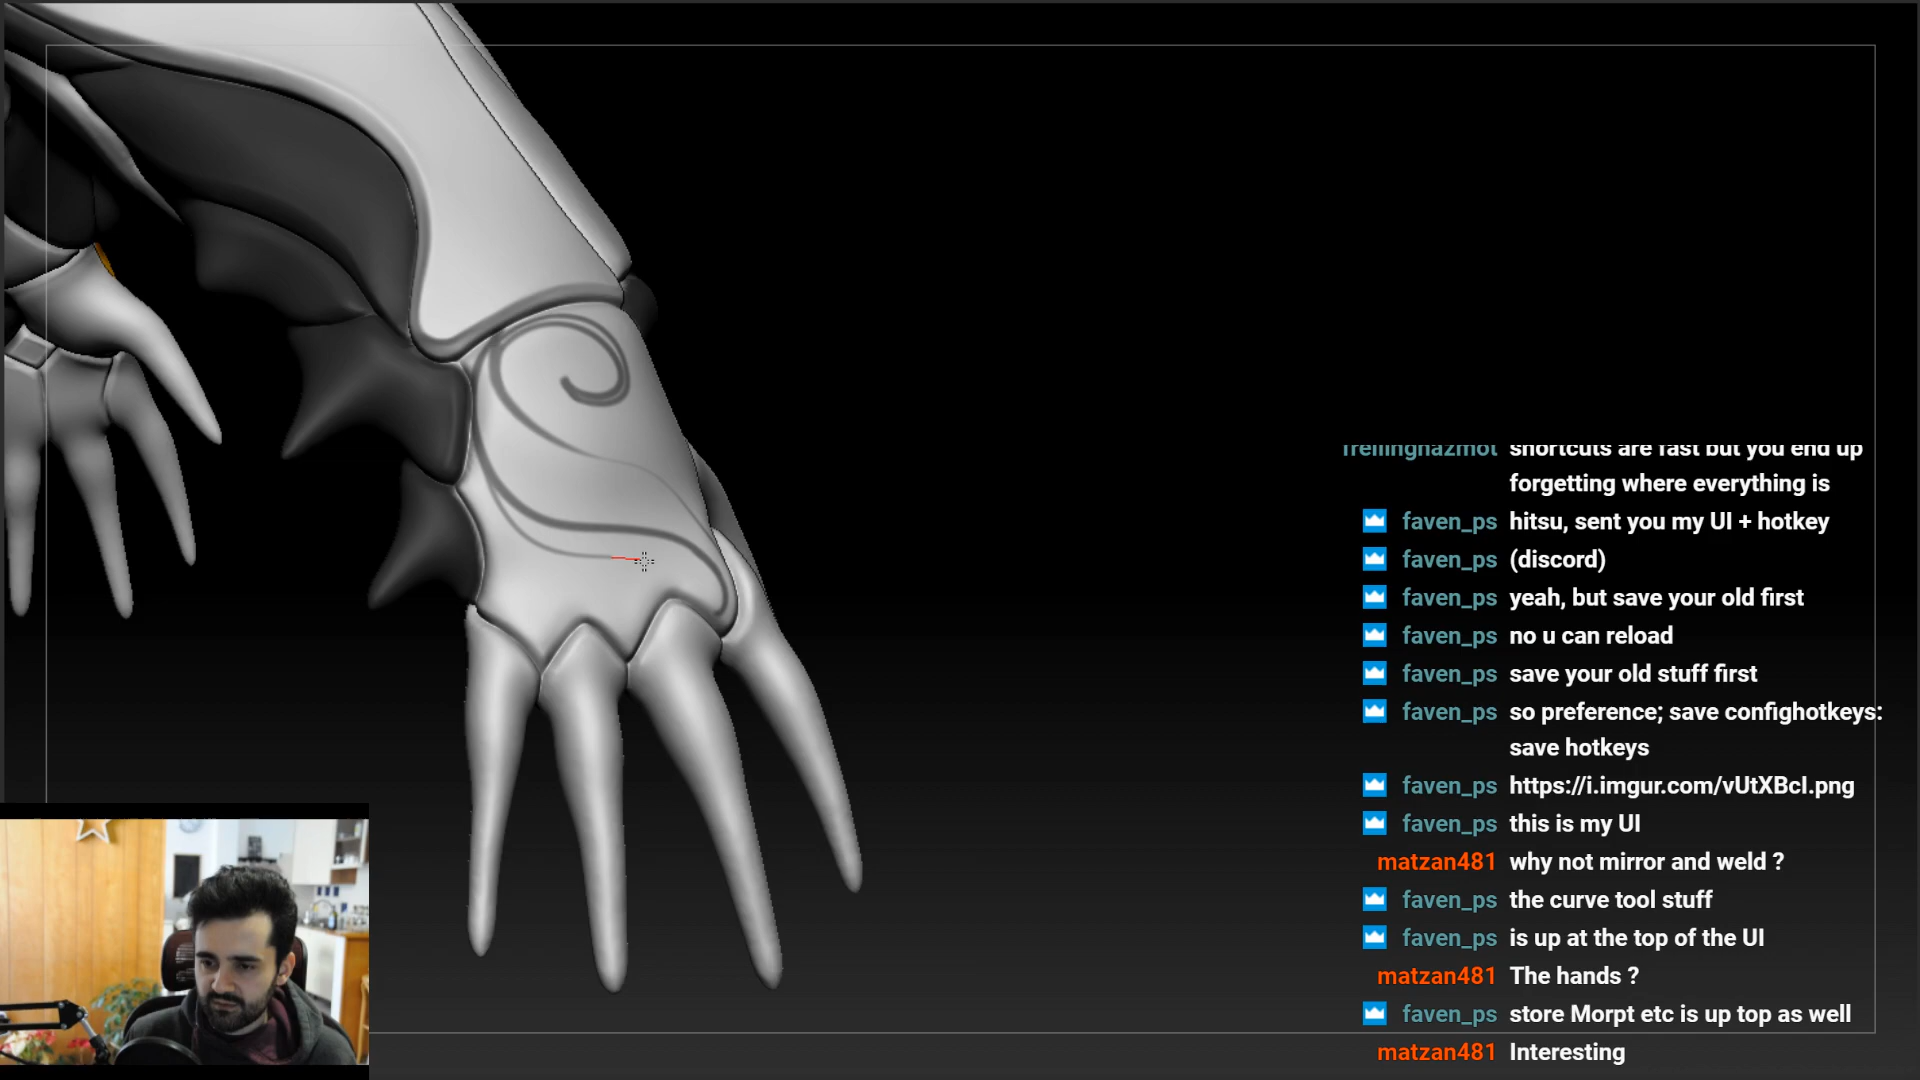 shortcuts are fast but you end up
forgetting where everything is
faven_ps hitsu, sent you my UI + hotkey
faven_ps (discord)
faven_ps yeah, but save your old first
faven_ps no u can reload
faven_ps save your old stuff first
faven_ps so preference; save confighotkeys:
save hotkeys
faven_ps https://i.imgur.com/vUtXBcI.png
faven_ps this is my UI
matzan481 why not mirror and weld ?
faven_ps the curve tool stuff
faven_ps is up at the top of the UI
matzan481 The hands ?
faven_ps store Morpt etc is up top as well
matzan481 Interesting